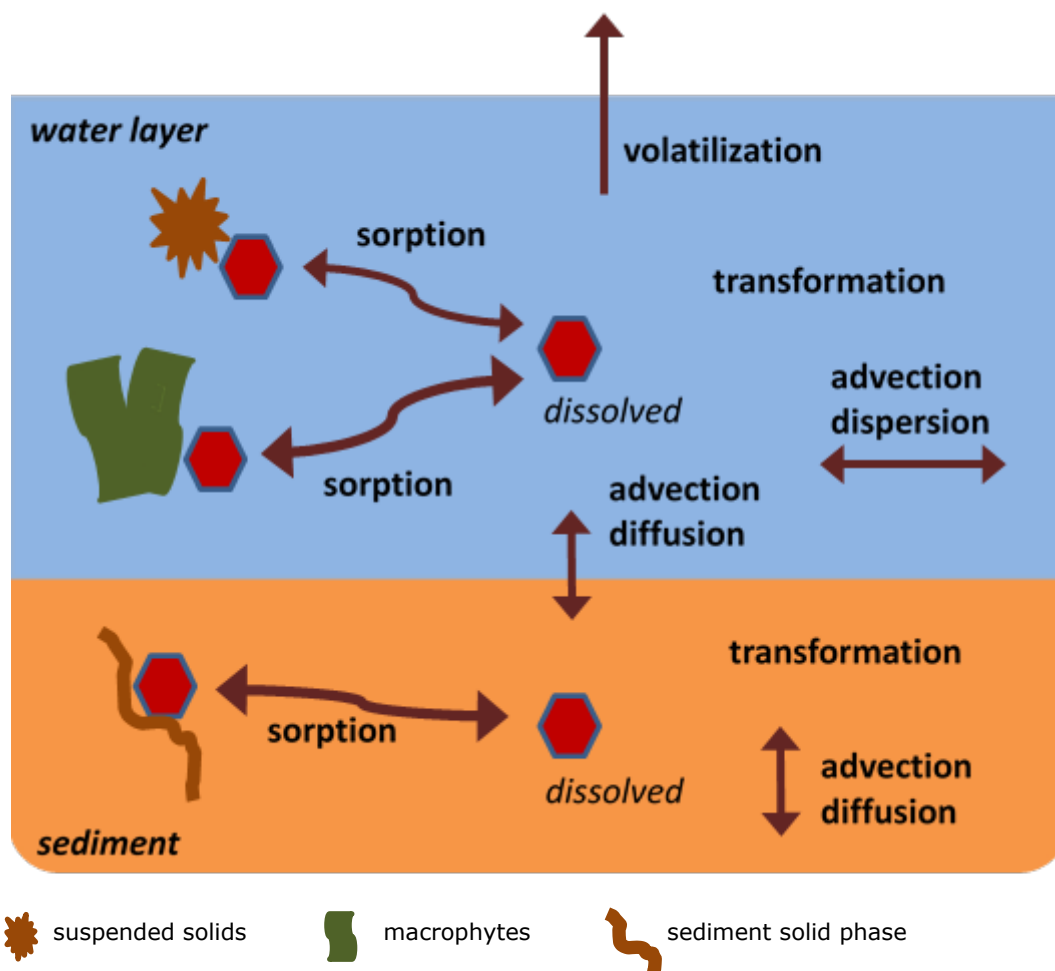 water layer
volatilization
sorption
transformation
advection
dispersion
dissolved
sorption
advection
diffusion
transformation
sorption
dissolved
advection
diffusion
sediment
suspended solids
macrophytes
sediment solid phase